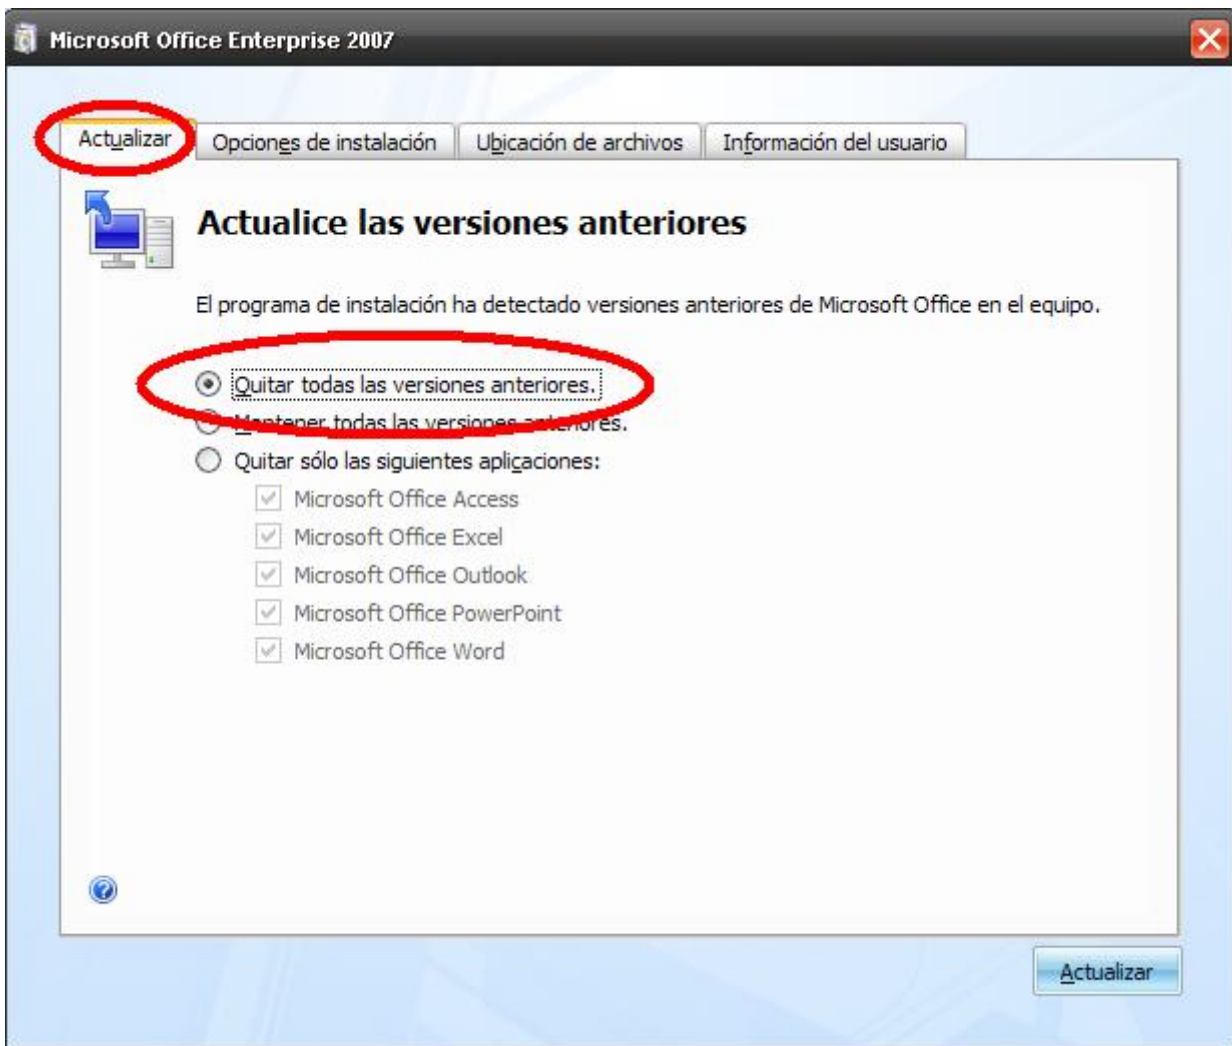 Microsoft Office Enterprise 2007
Actualizar
Opciones de instalación
Ubicación de archivos
Información del usuario
Actualice las versiones anteriores
El programa de instalación ha detectado versiones anteriores de Microsoft Office en el equipo.
Quitar todas las versiones anteriores.
Mantener todas las versiones anteriores.
Quitar sólo las siguientes aplicaciones:
Microsoft Office Access
Microsoft Office Excel
Microsoft Office Outlook
Microsoft Office PowerPoint
Microsoft Office Word
Actualizar